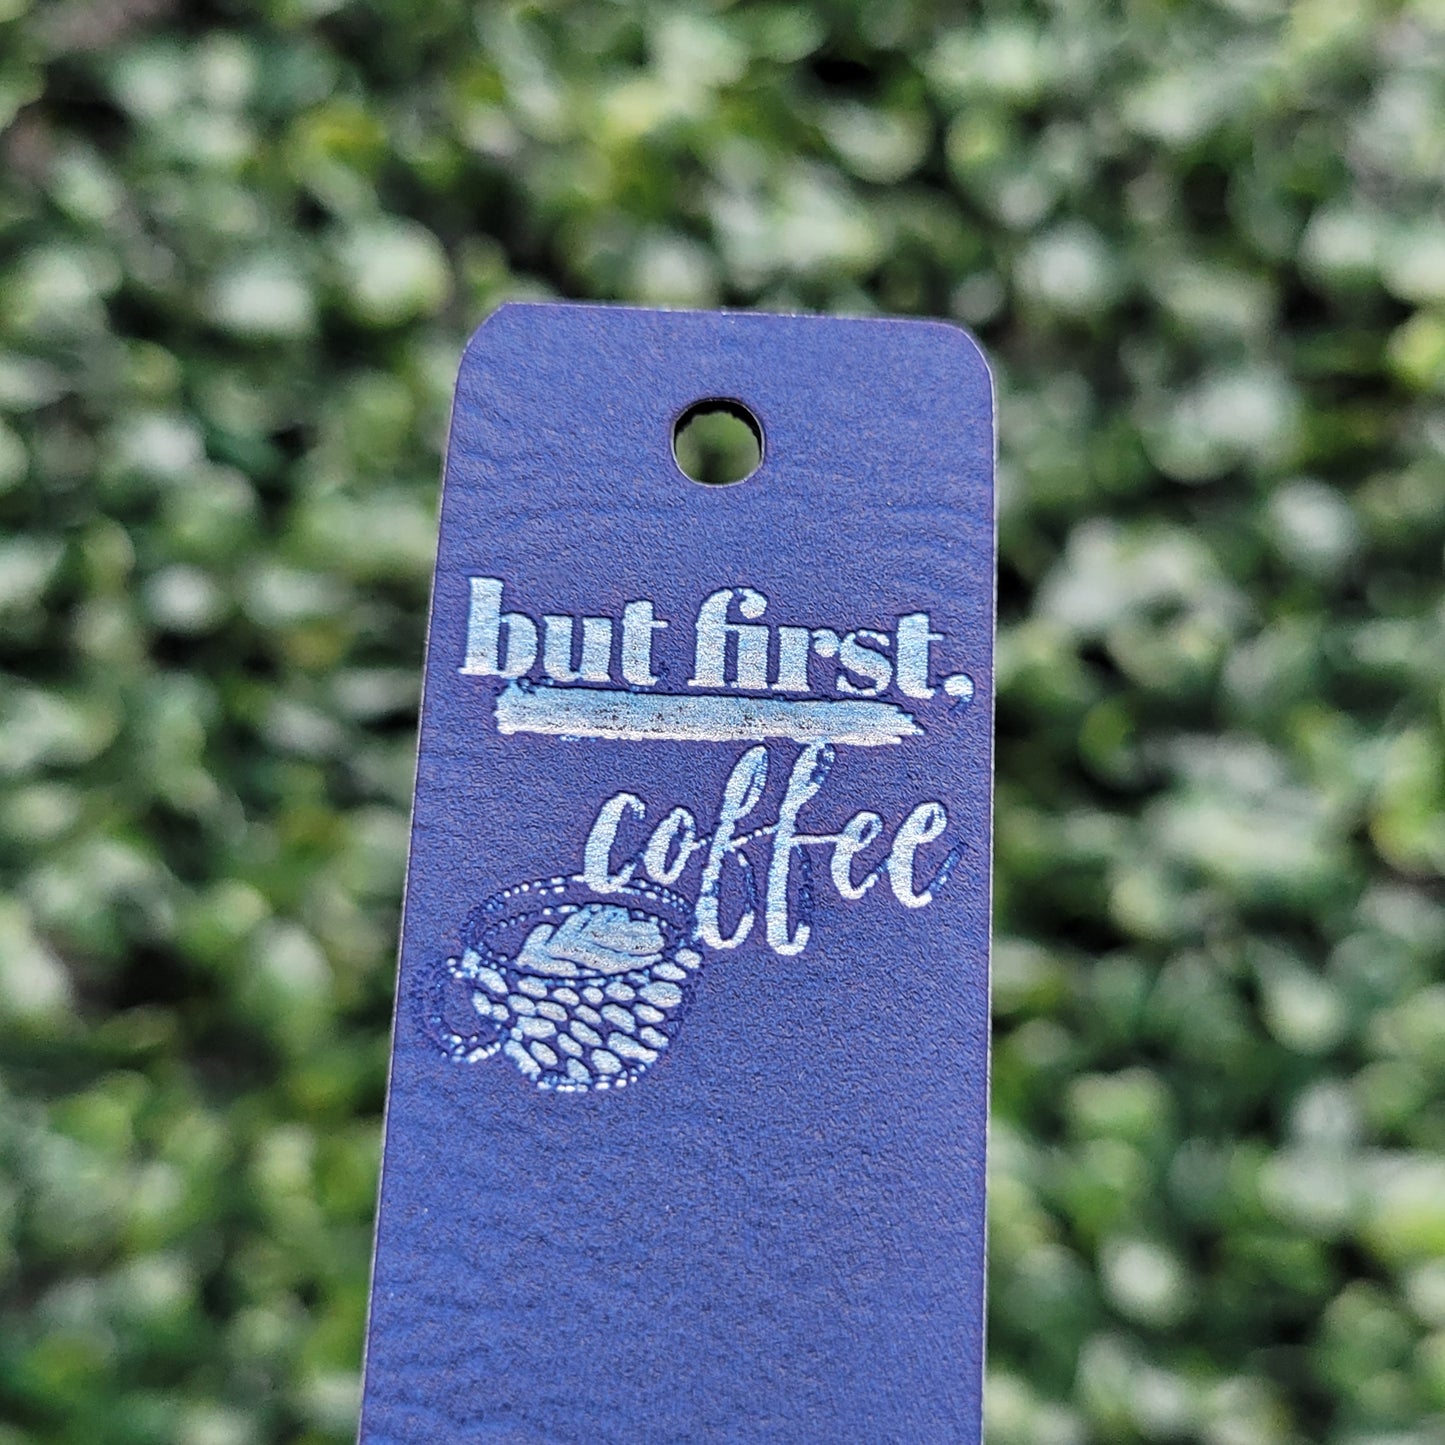 but first,
coffee